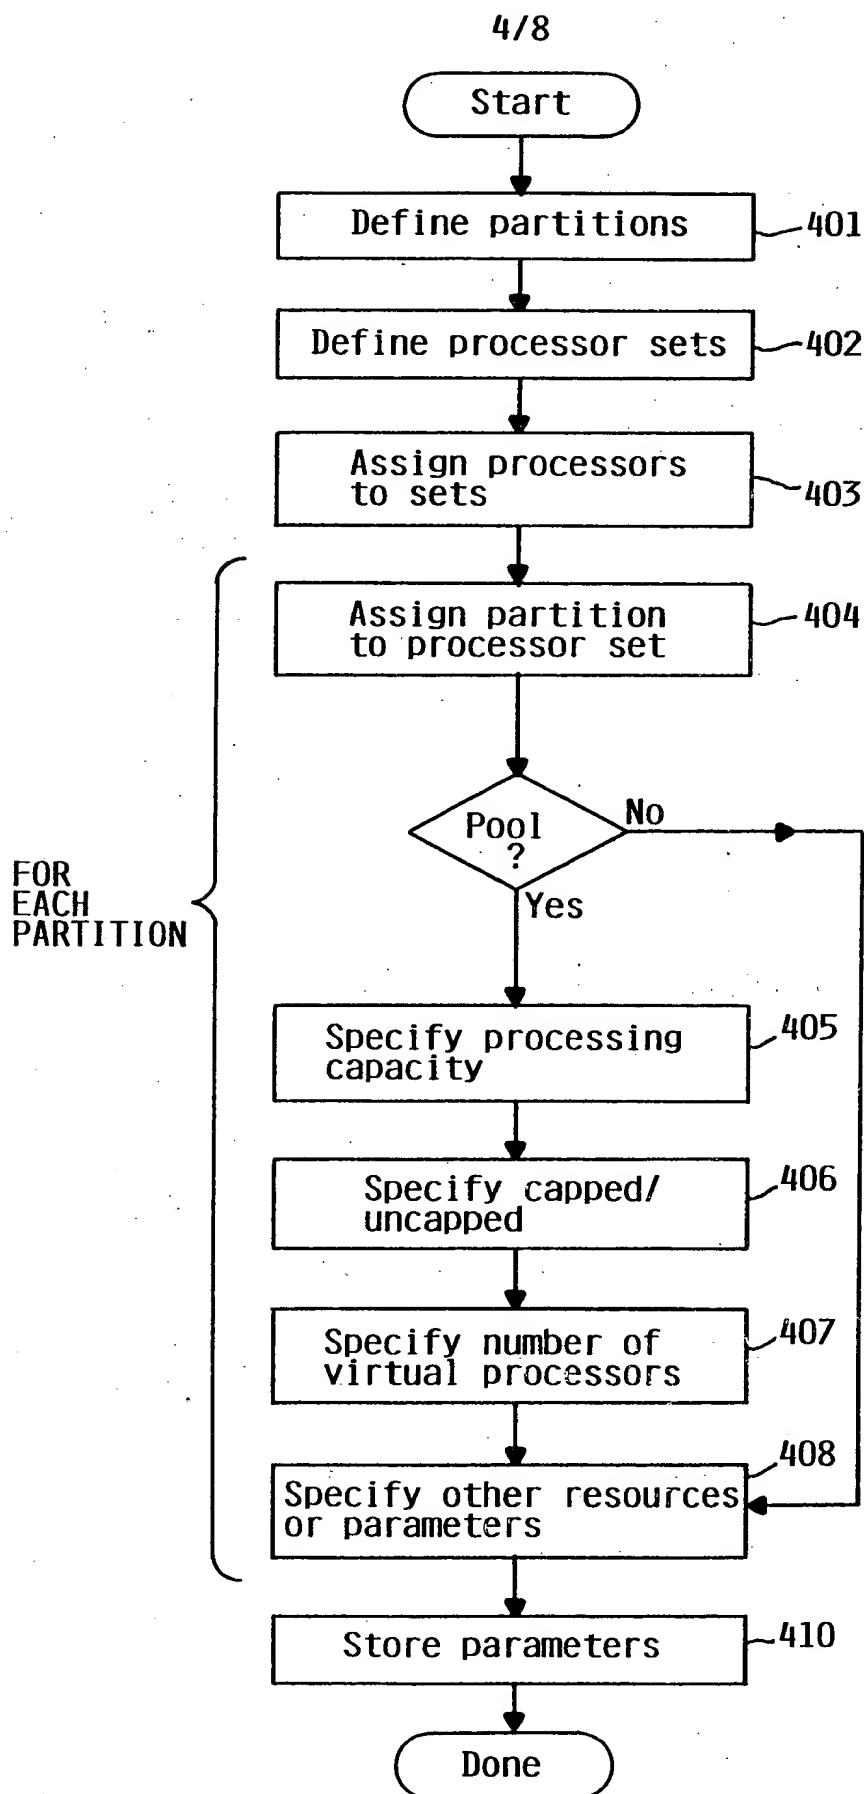 4/8
Start
Define partitions
401
Define processor sets
402
Assign processors
to sets
403
Assign partition
to processor set
404
Pool
?
No
Yes
FOR
EACH
PARTITION
Specify processing
capacity
405
Specify capped/
uncapped
406
Specify number of
virtual processors
407
Specify other resources
or parameters
408
Store parameters
410
Done